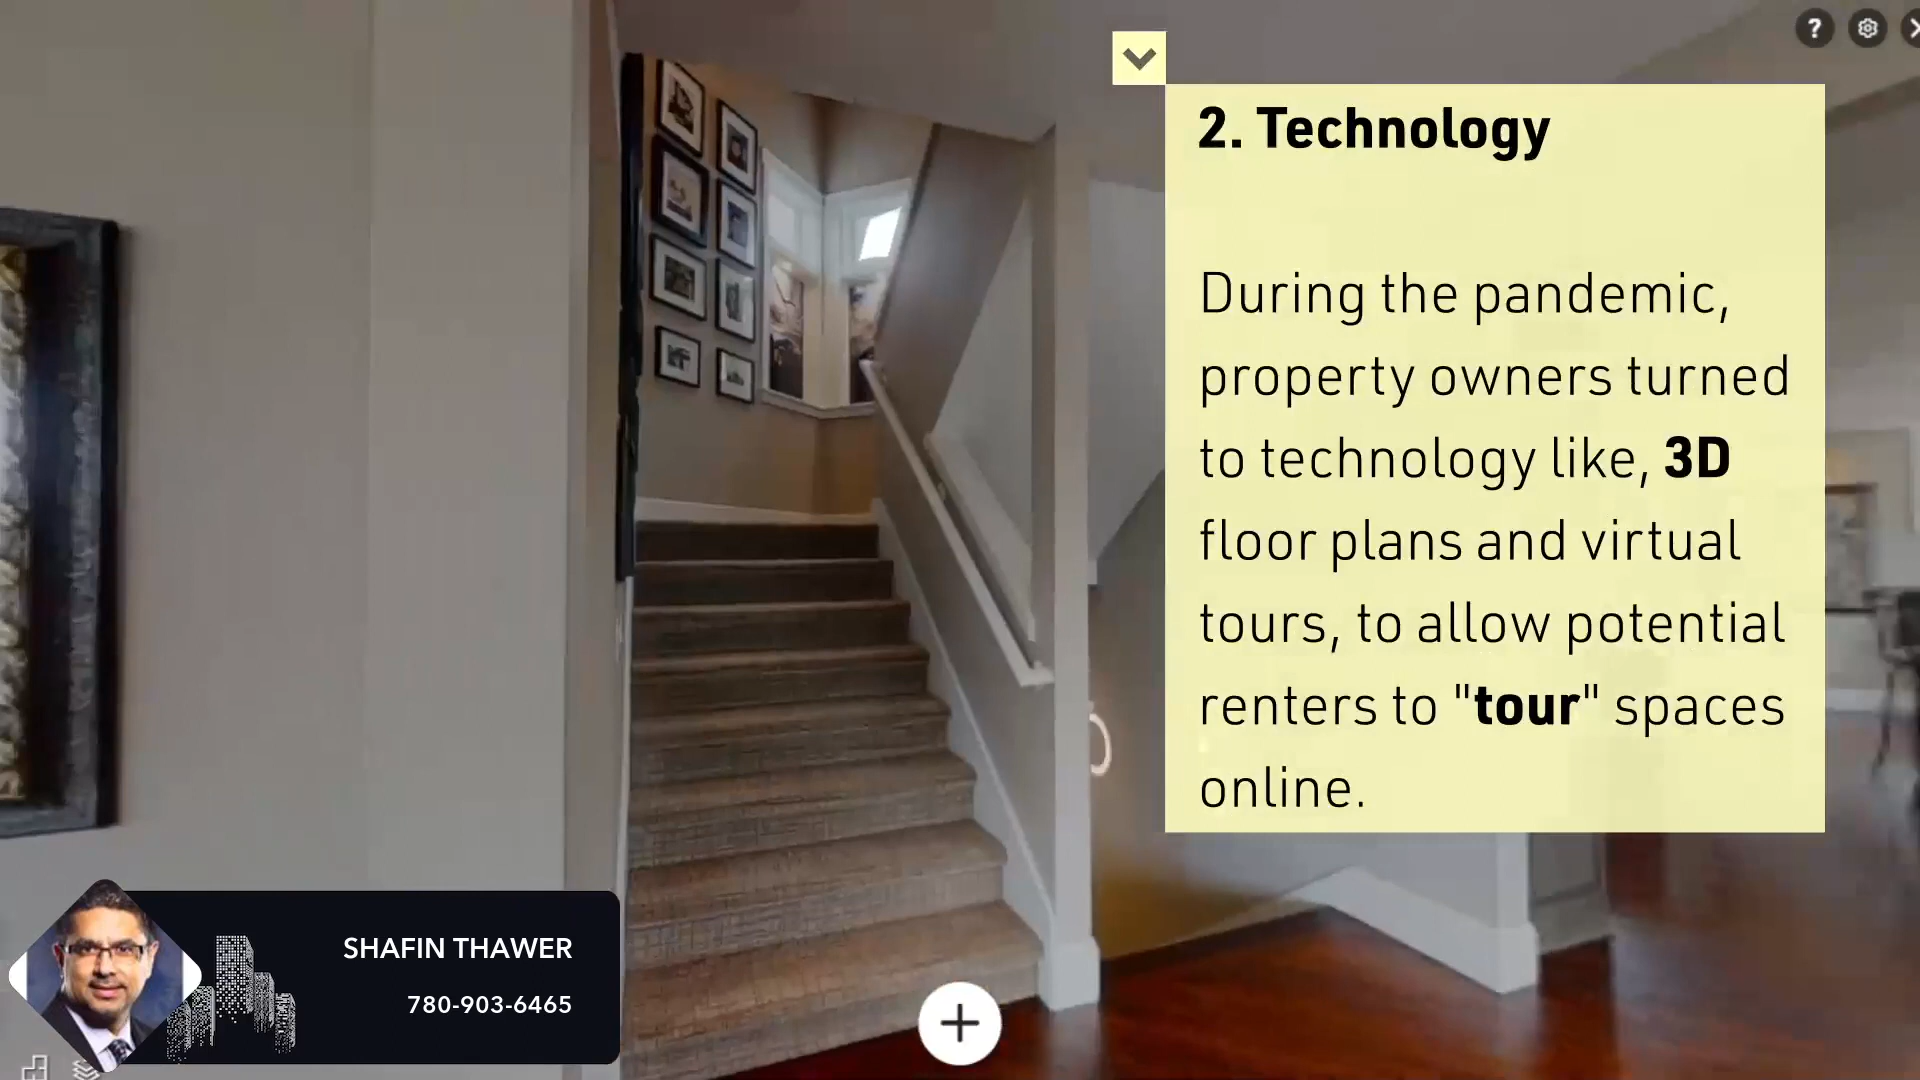 ?
2. Technology
During the pandemic,
property owners turned
to technology like, 3D
floor plans and virtual
tours, to allow potential
renters to "tour" spaces
online.
SHAFIN THAWER
780-903-6465